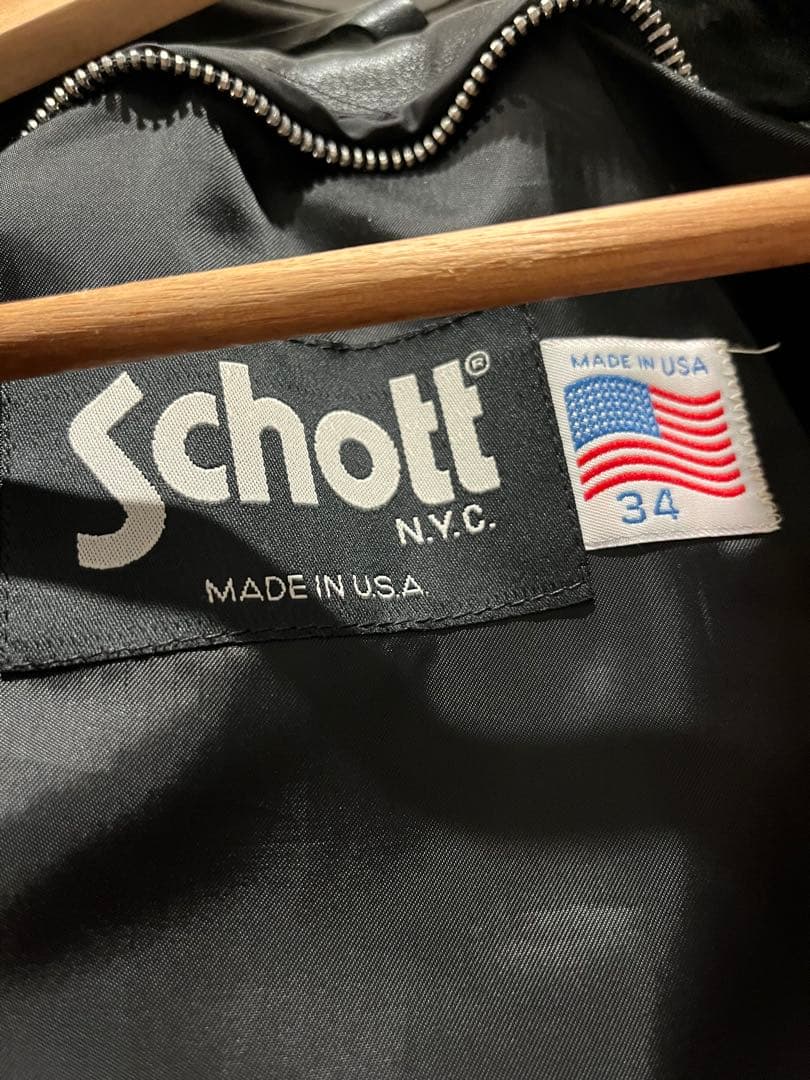 Schott®
N.Y.C.
MADE IN U.S.A.
MADE IN USA
34